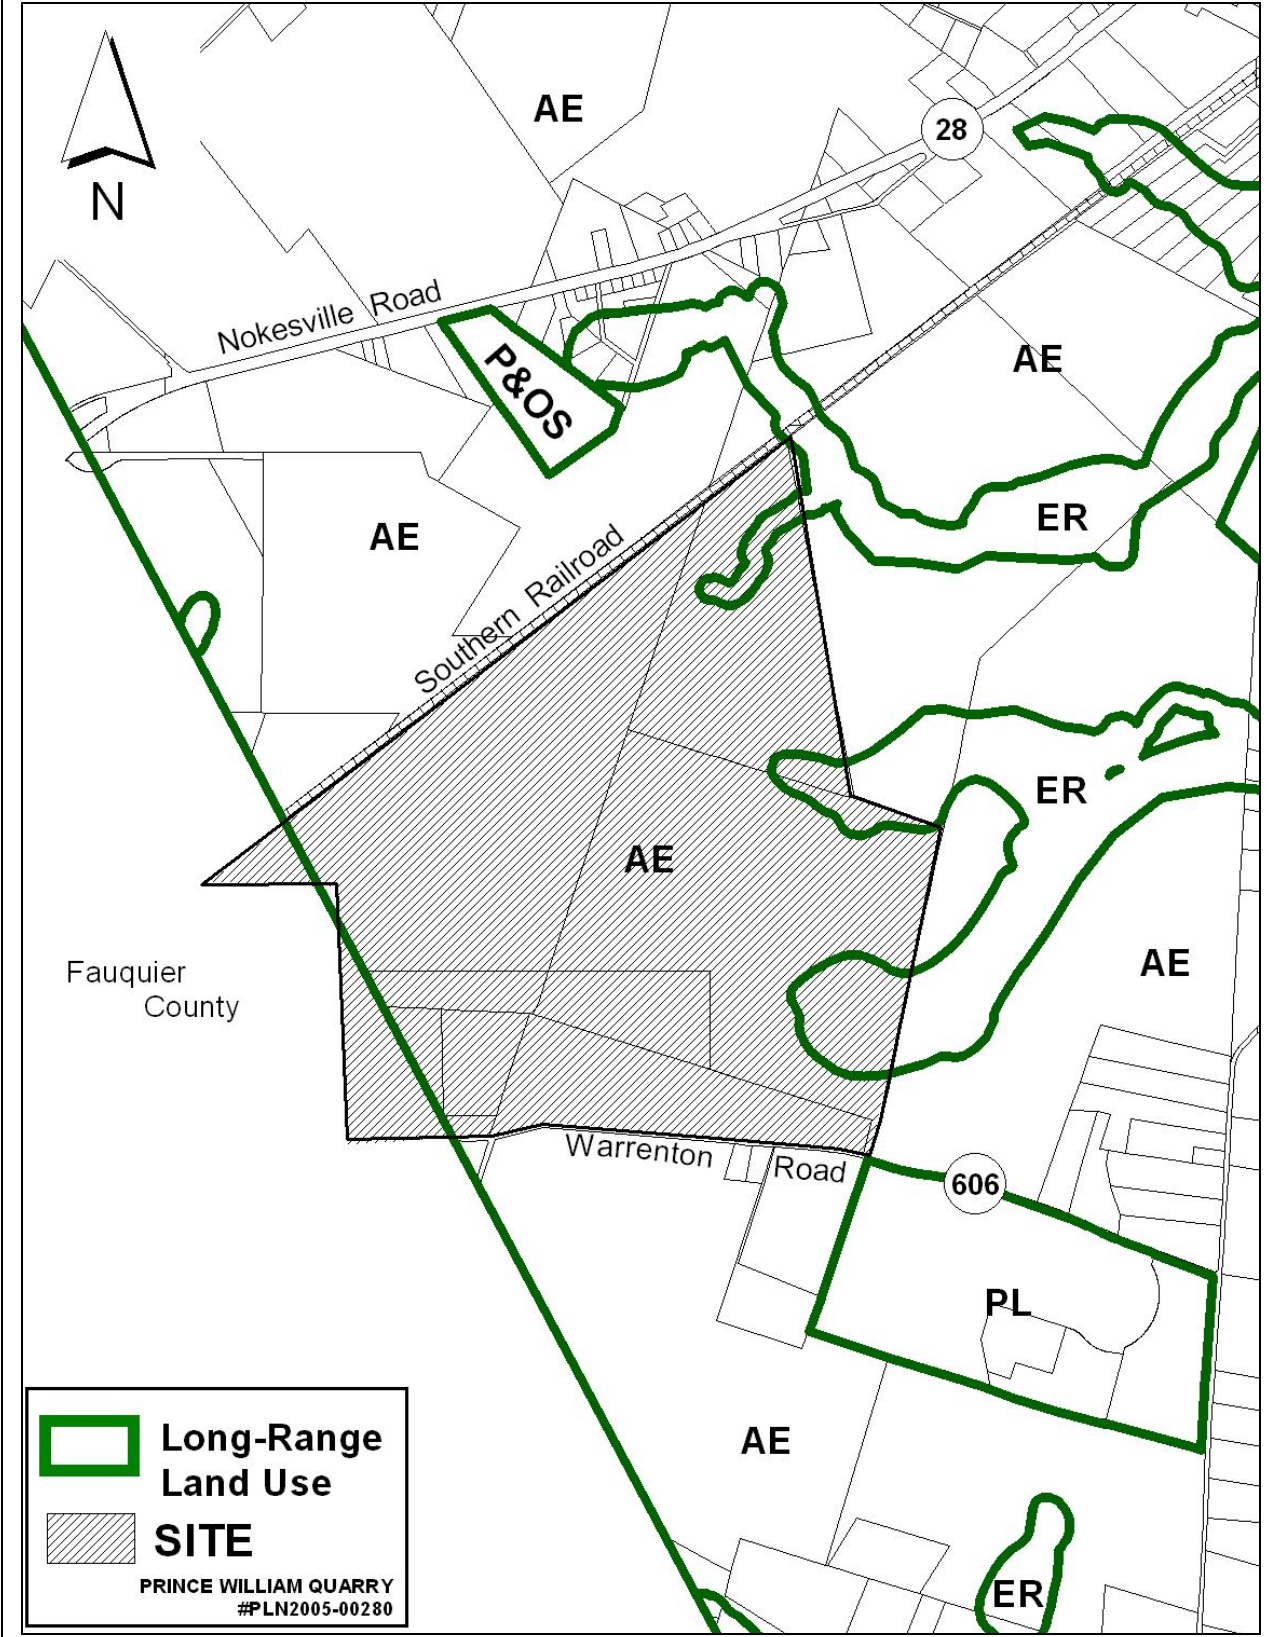 AE
28
N
Nokesville Road
P&OS
AE
ER
AE
Southern Railroad
ER
AE
AE
Fauquier
County
Warrenton Road
606
PL
AE
ER
Long-Range
Land Use
SITE
PRINCE WILLIAM QUARRY
#PLN2005-00280